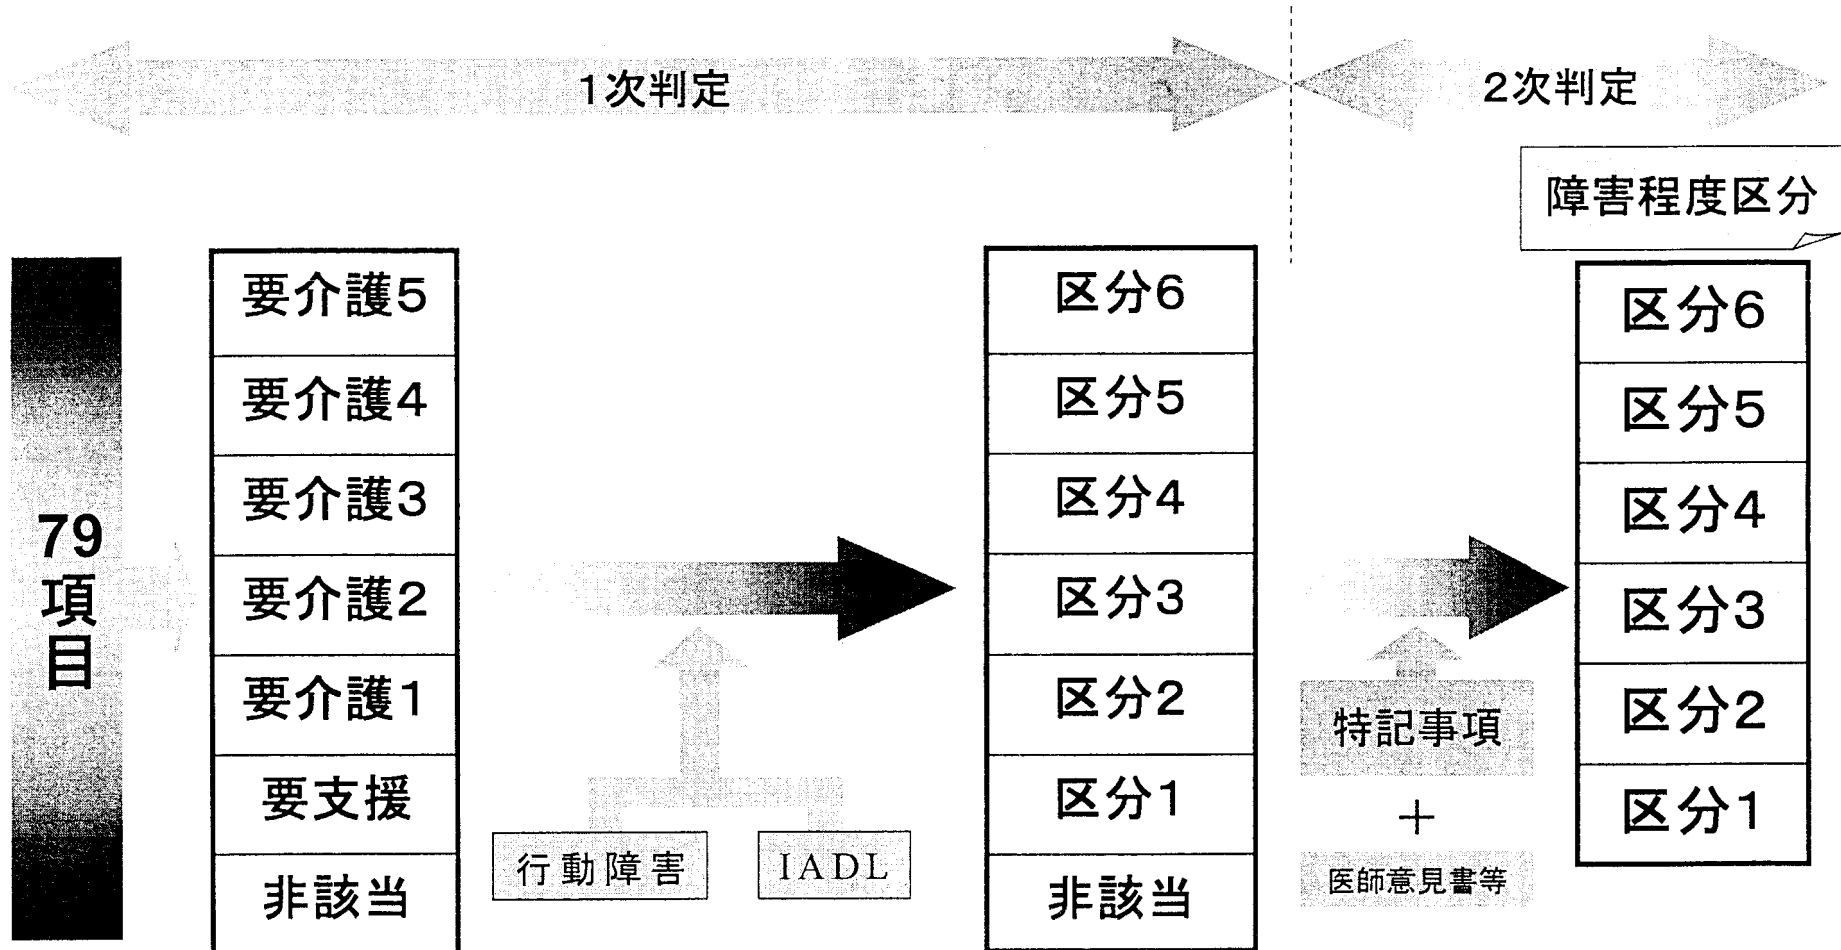 1次判定
2次判定
障害程度区分
79
項
目
要介護5
要介護4
要介護3
要介護2
要介護1
要支援
非該当
行動障害
IADL
区分6
区分5
区分4
区分3
区分2
区分1
非該当
特記事項
+
医師意見書等
区分6
区分5
区分4
区分3
区分2
区分1